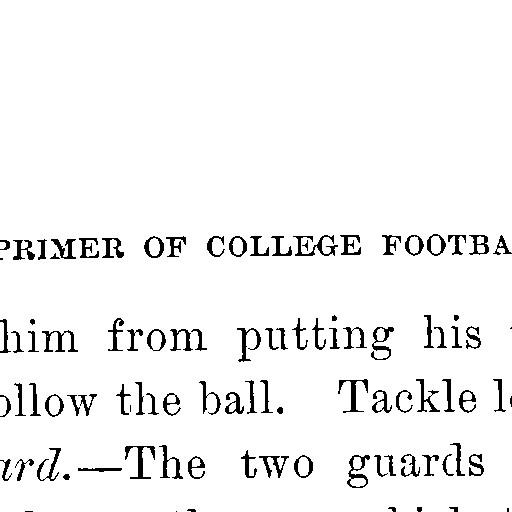 PRIMER OF COLLEGE FOOTBA
him from putting his
ollow the ball. Tackle l
ard.—The two guards